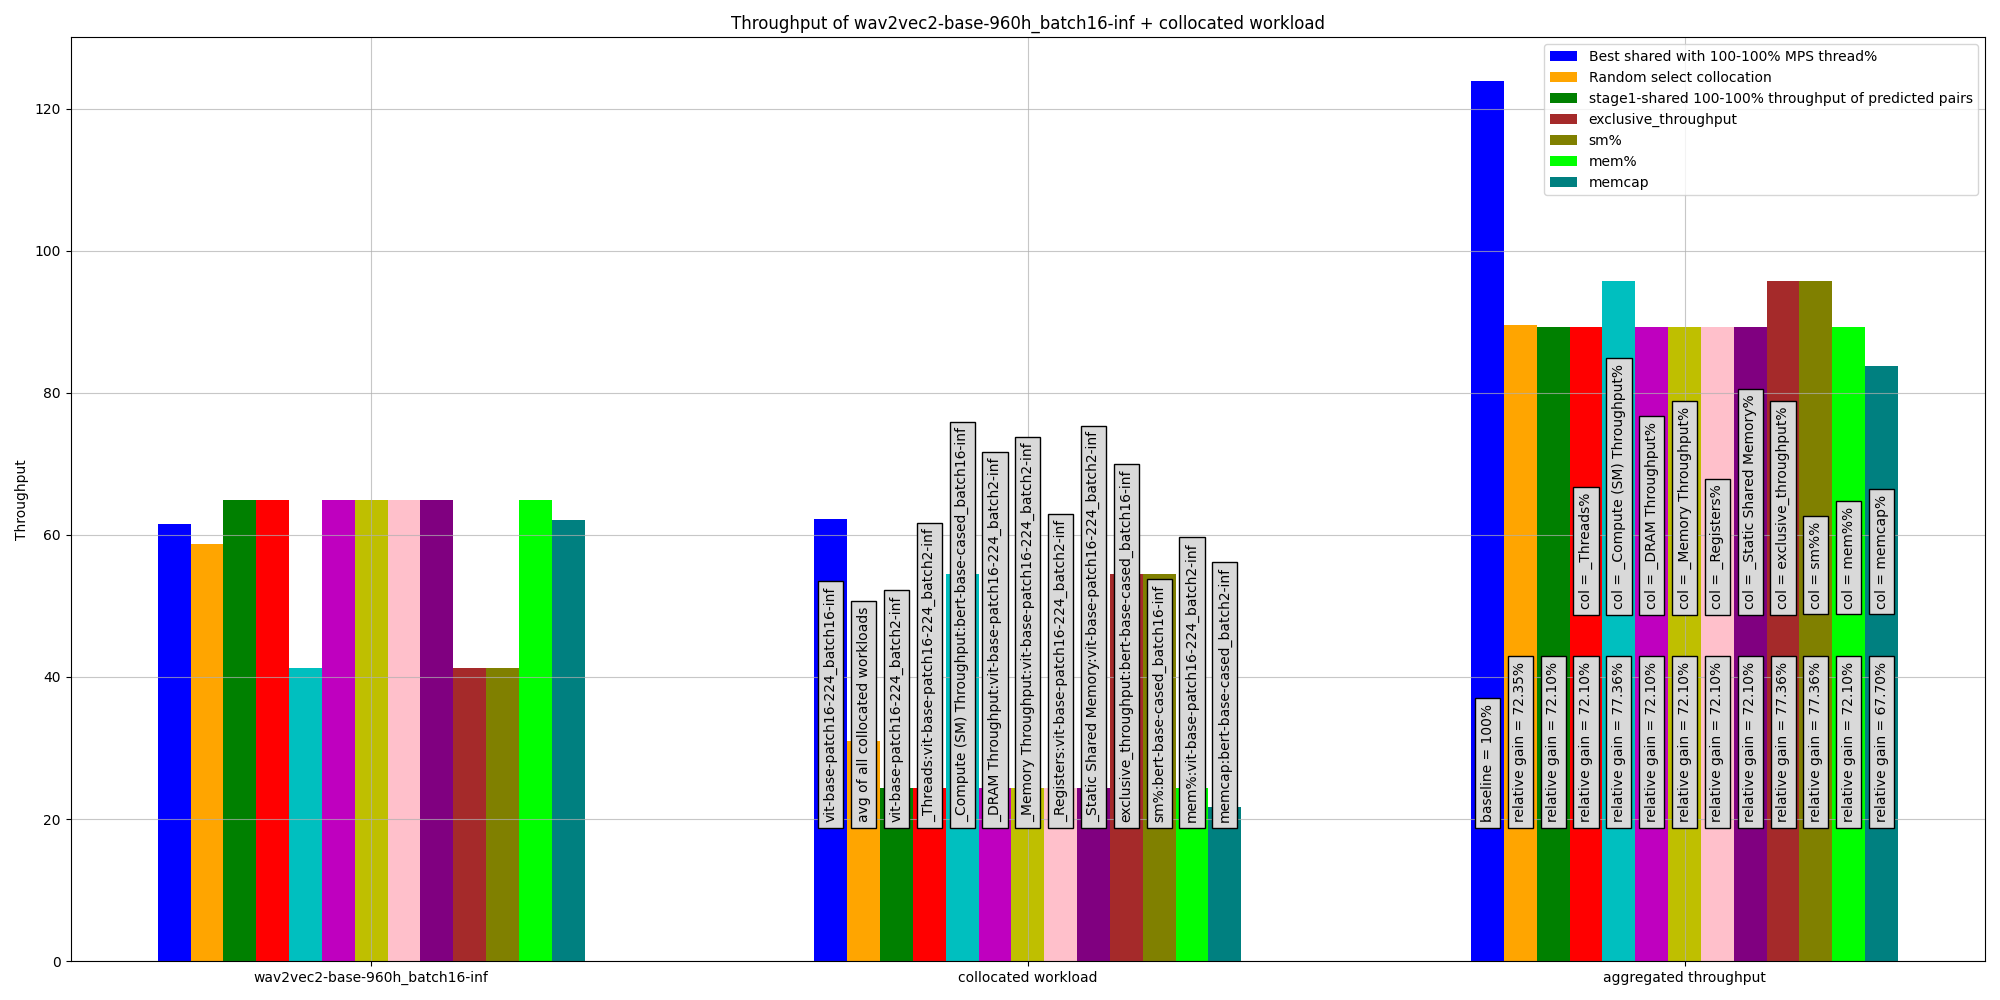 Throughput of wav2vec2-base-960h_batch16-inf + collocated workload
Best shared with 100-100% MPS thread%
Random select collocation
stage1-shared 100-100% throughput of predicted pairs
exclusive_throughput
sm%
mem%
memcap
Throughput
120
100
80
60
40
20
0
vit-base-patch16-224_batch16-inf
avg of all collocated workloads
vit-base-patch16-224_batch2-inf
_Threads:vit-base-patch16-224_batch2-inf
_Compute (SM) Throughput:bert-base-cased_batch16-inf
_DRAM Throughput:vit-base-patch16-224_batch2-inf
_Memory Throughput:vit-base-patch16-224_batch2-inf
_Registers:vit-base-patch16-224_batch2-inf
_Static Shared Memory:vit-base-patch16-224_batch2-inf
exclusive_throughput:bert-base-cased_batch16-inf
sm%:bert-base-cased_batch16-inf
mem%:vit-base-patch16-224_batch2-inf
memcap:bert-base-cased_batch2-inf
col = _Threads%
col = _Compute (SM) Throughput%
col = _DRAM Throughput%
col = _Memory Throughput%
col = _Registers%
col = _Static Shared Memory%
col = exclusive_throughput%
col = sm%%
col = mem%%
col = memcap%
baseline = 100%
relative gain = 72.35%
relative gain = 72.10%
relative gain = 72.10%
relative gain = 77.36%
relative gain = 72.10%
relative gain = 72.10%
relative gain = 72.10%
relative gain = 72.10%
relative gain = 77.36%
relative gain = 77.36%
relative gain = 72.10%
relative gain = 67.70%
wav2vec2-base-960h_batch16-inf
collocated workload
aggregated throughput